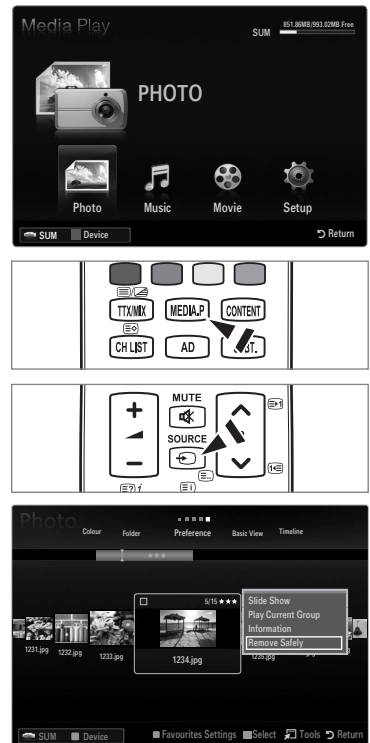 Media Play
SUM
851.86MB/993.02MB Free
PHOTO
Photo Music Movie Setup
SUM Device Return
TTX/MIX MEDIA.P CONTENT
CH LIST AD
MUTE
SOURCE
Photo
Colour Folder Preference Basic View Timeline
5/15 ★★★
Slide Show
Play Current Group
Information
Remove Safely
1231.jpg 1232.jpg 1233.jpg 1234.jpg 1235.jpg
SUM Device Favourites Settings Select Tools Return